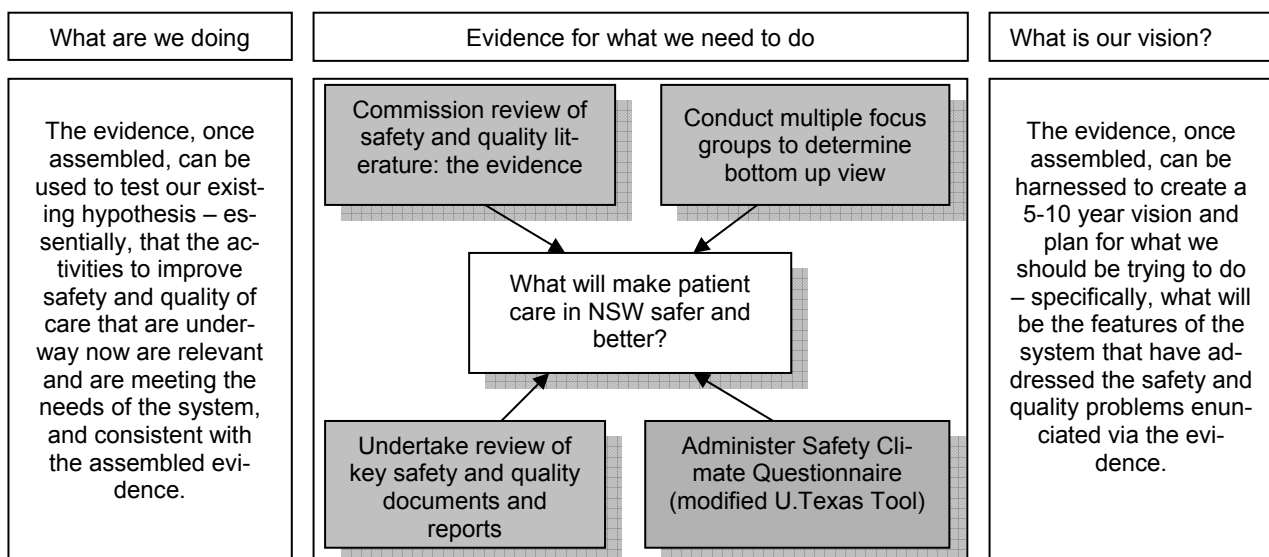 What are we doing
Evidence for what we need to do
What is our vision?
The evidence, once
assembled, can be
used to test our exist-
ing hypothesis – es-
sentially, that the ac-
tivities to improve
safety and quality of
care that are under-
way now are relevant
and are meeting the
needs of the system,
and consistent with
the assembled evi-
dence.
Commission review of
safety and quality lit-
erature: the evidence
Conduct multiple focus
groups to determine
bottom up view
What will make patient
care in NSW safer and
better?
Undertake review of
key safety and quality
documents and
reports
Administer Safety Cli-
mate Questionnaire
(modified U.Texas Tool)
The evidence, once
assembled, can be
harnessed to create a
5-10 year vision and
plan for what we
should be trying to do
– specifically, what will
be the features of the
system that have ad-
dressed the safety and
quality problems enun-
ciated via the evi-
dence.